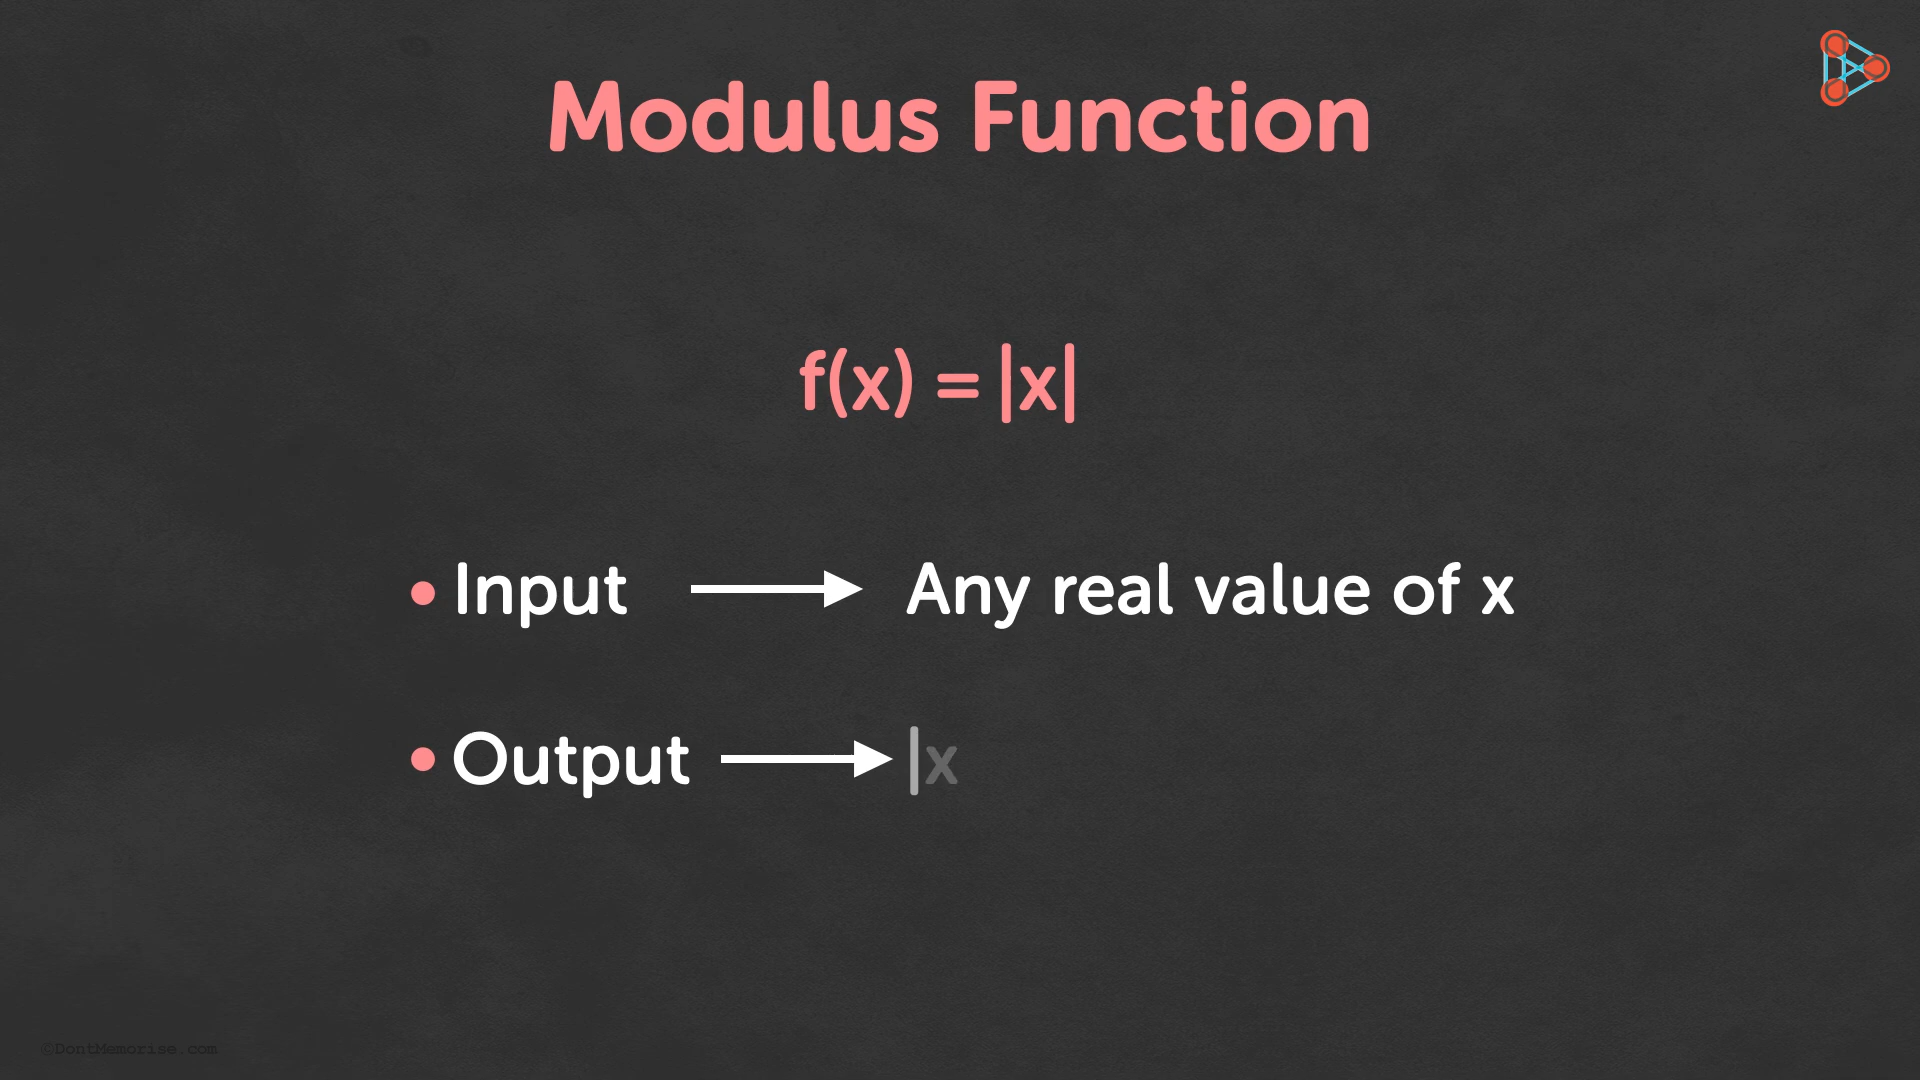 Modulus Function
f(x) = |x|
• Input → Any real value of x
• Output → |x
©DontMemorise.com